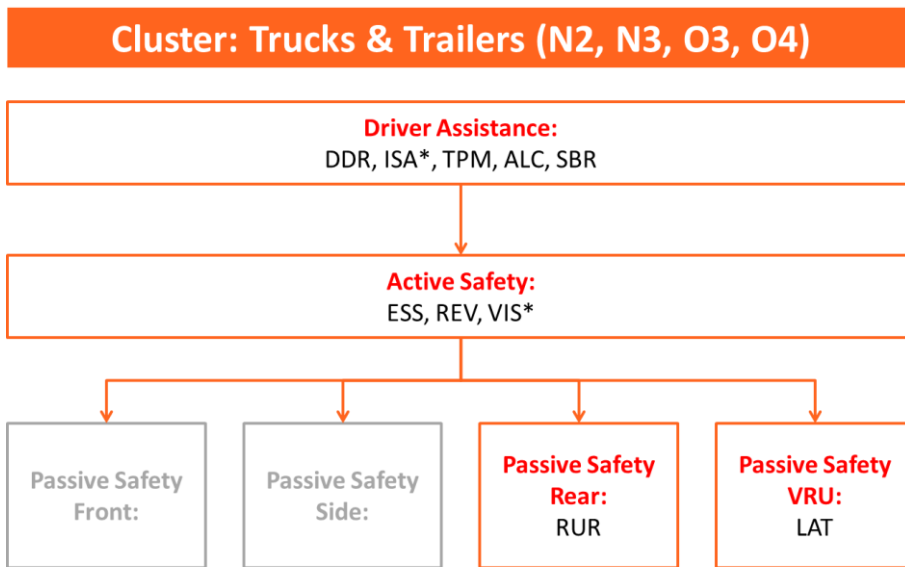 Cluster: Trucks & Trailers (N2, N3, O3, O4)
Driver Assistance:
DDR, ISA*, TPM, ALC, SBR
Active Safety:
ESS, REV, VIS*
Passive Safety
Front:
Passive Safety
Side:
Passive Safety
Rear:
RUR
Passive Safety
VRU:
LAT